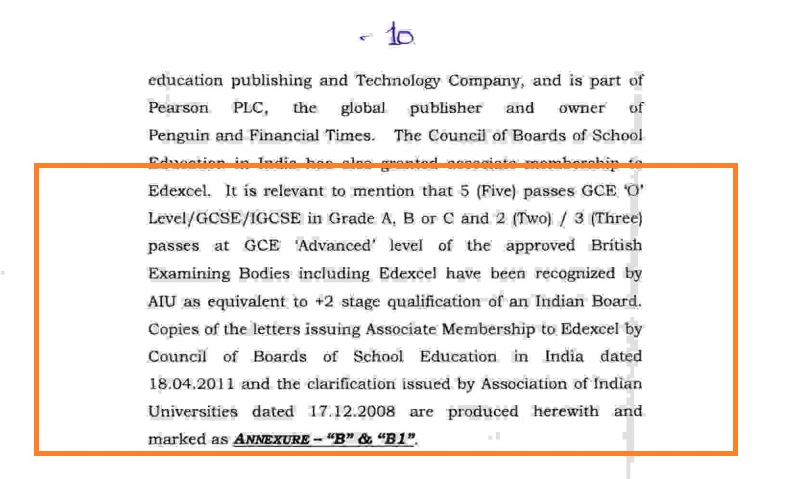 - 10
education publishing and Technology Company, and is part of
Pearson PLC, the global publisher and owner of
Penguin and Financial Times. The Council of Boards of School
Education in India has also granted associate membership to
Edexcel. It is relevant to mention that 5 (Five) passes GCE 'O'
Level/GCSE/IGCSE in Grade A, B or C and 2 (Two) / 3 (Three)
passes at GCE 'Advanced' level of the approved British
Examining Bodies including Edexcel have been recognized by
AIU as equivalent to +2 stage qualification of an Indian Board.
Copies of the letters issuing Associate Membership to Edexcel by
Council of Boards of School Education in India dated
18.04.2011 and the clarification issued by Association of Indian
Universities dated 17.12.2008 are produced herewith and
marked as ANNEXURE – "B" & "B1".